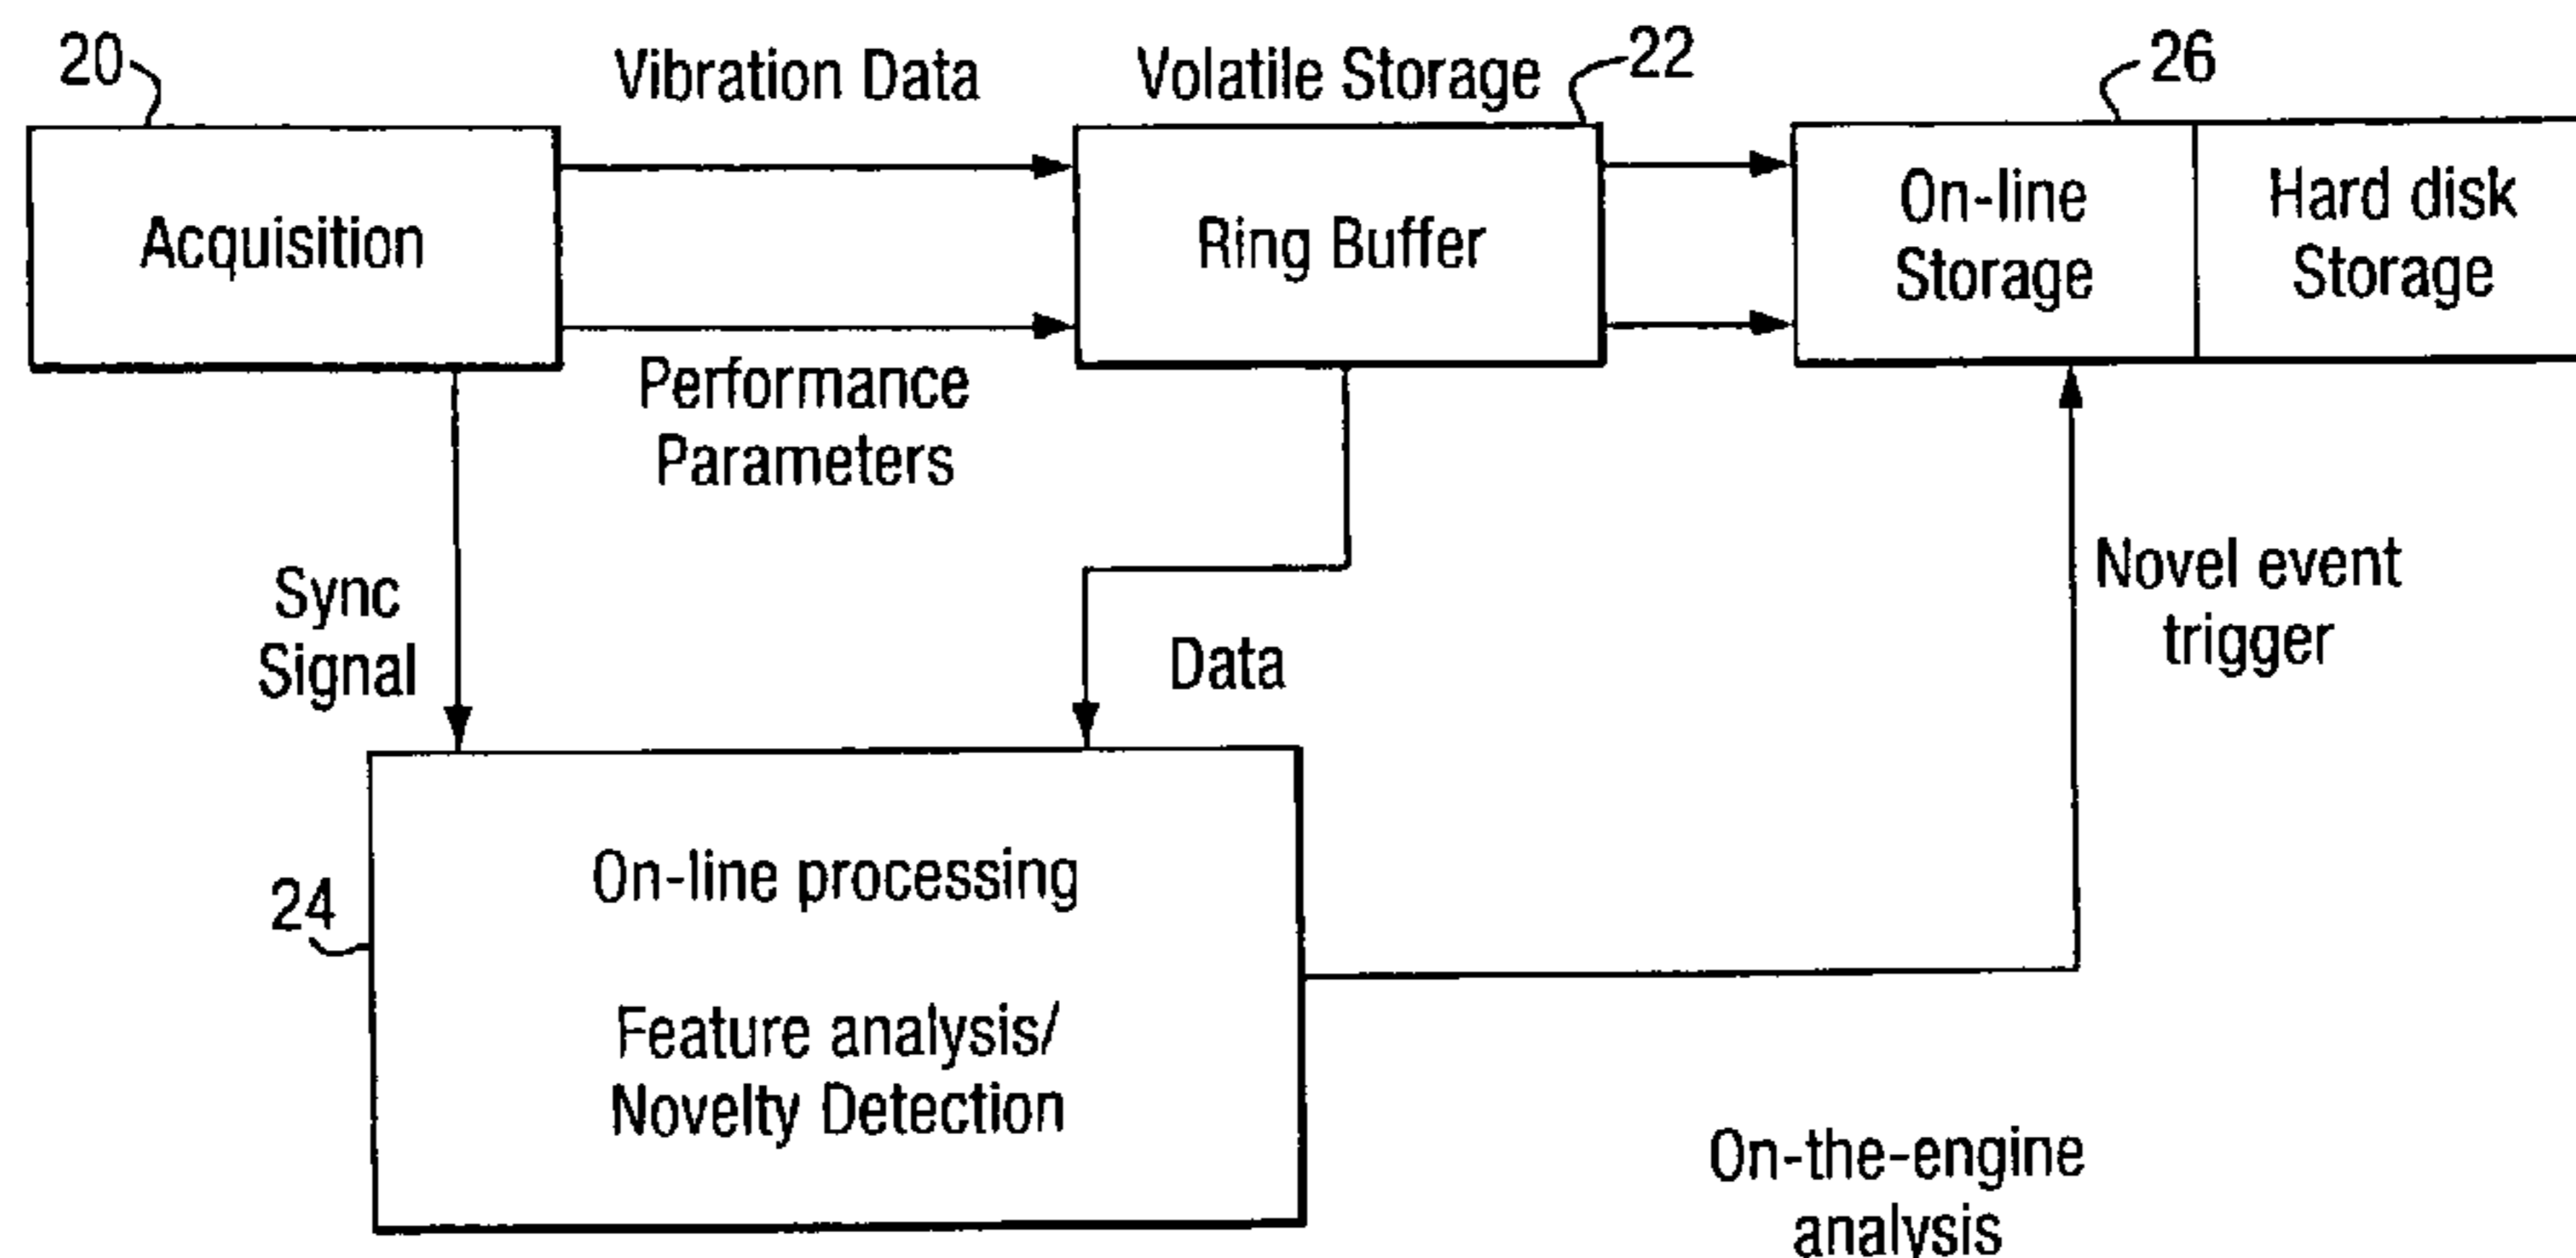 20
Vibration Data
Volatile Storage
22
26
Acquisition
Ring Buffer
On-line
Storage
Hard disk
Storage
Performance
Parameters
Sync
Signal
Data
Novel event
trigger
24
On-line processing
Feature analysis/
Novelty Detection
On-the-engine
analysis